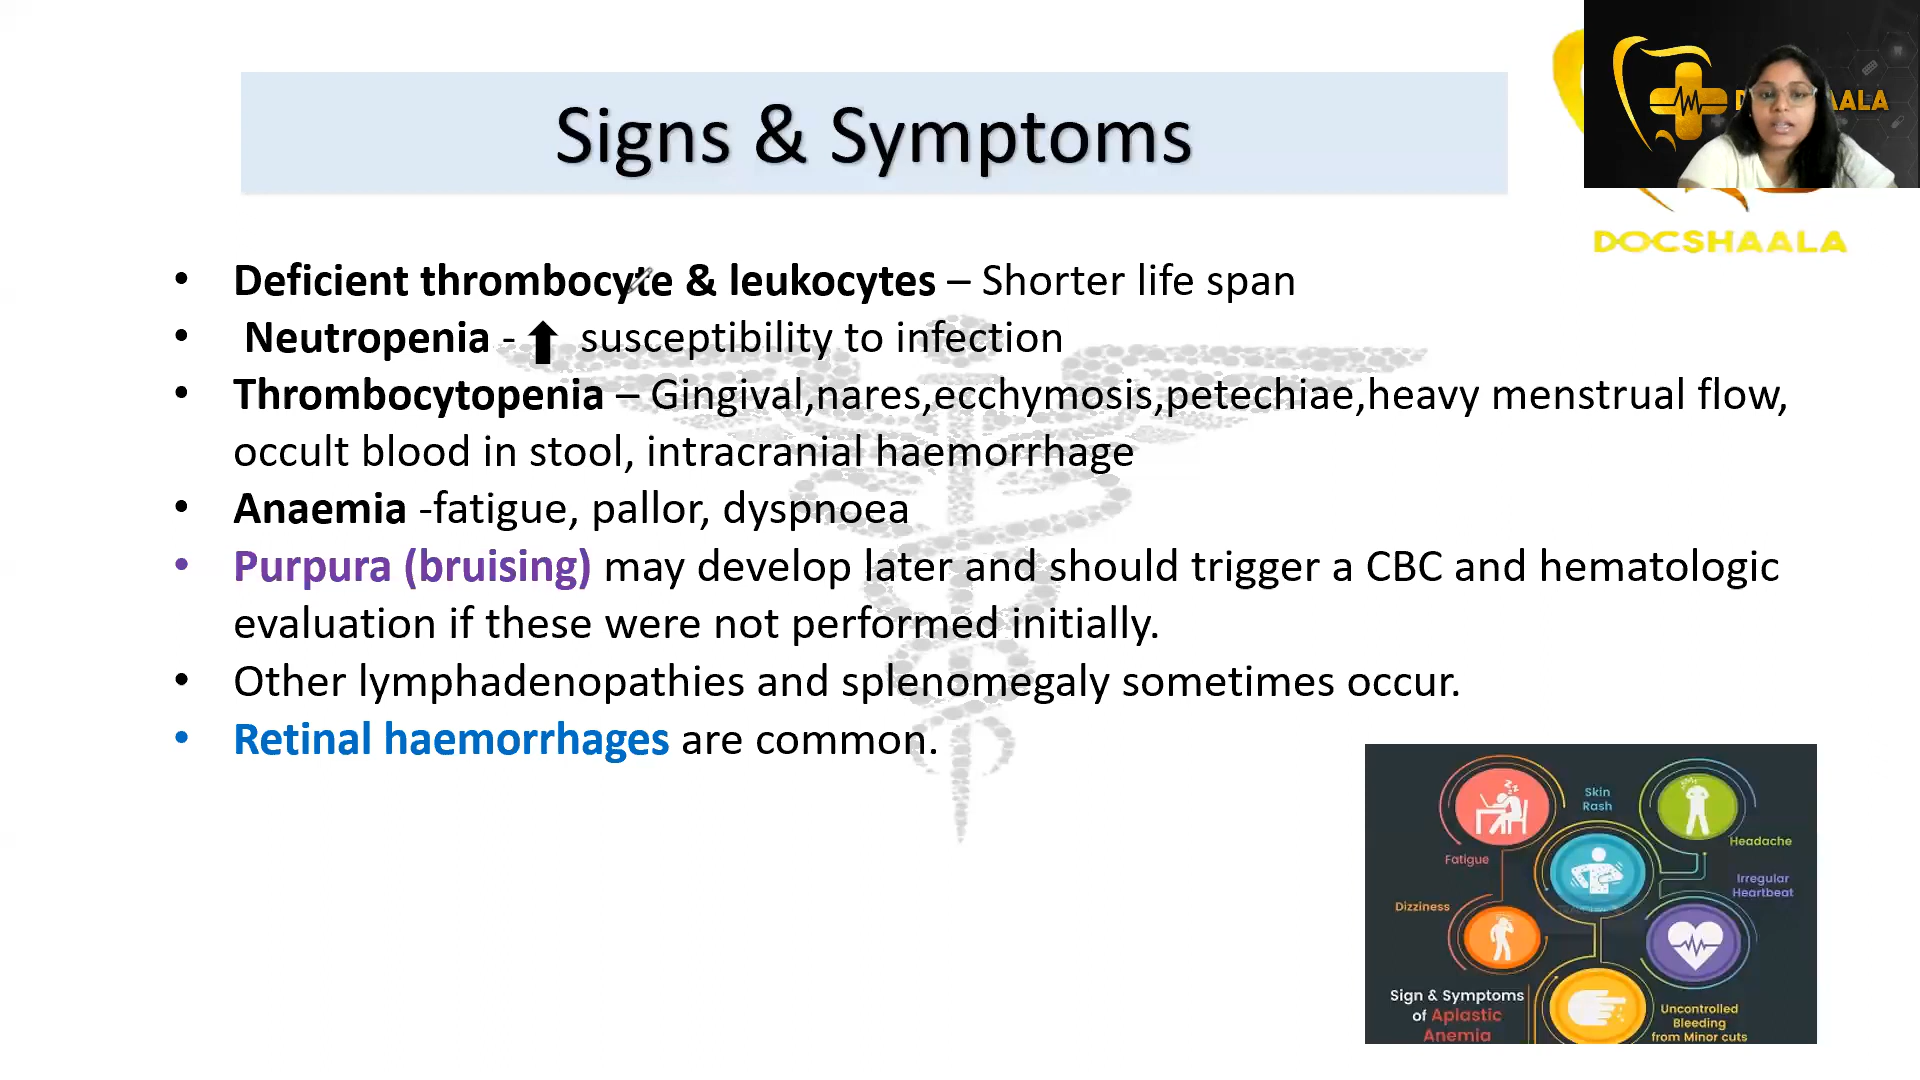 Signs & Symptoms
DOCSHAALA
• Deficient thrombocyte & leukocytes – Shorter life span
• Neutropenia - ⬆ susceptibility to infection
• Thrombocytopenia – Gingival,nares,ecchymosis,petechiae,heavy menstrual flow,
occult blood in stool, intracranial haemorrhage
• Anaemia -fatigue, pallor, dyspnoea
• Purpura (bruising) may develop later and should trigger a CBC and hematologic
evaluation if these were not performed initially.
• Other lymphadenopathies and splenomegaly sometimes occur.
• Retinal haemorrhages are common.
Skin
Rash
Headache
Fatigue
Irregular
Heartbeat
Dizziness
Sign & Symptoms
of Aplastic
Anemia
Uncontrolled
Bleeding
from Minor cuts